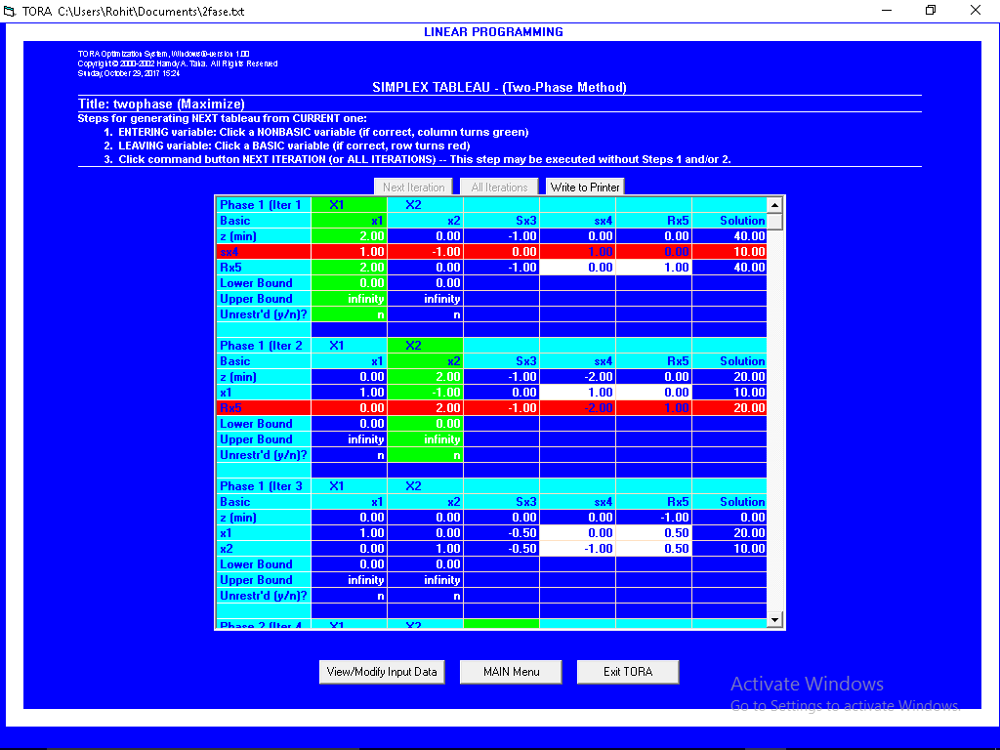 TORA C:\Users\Rohit\Documents\2fase.txt
LINEAR PROGRAMMING
TORA Optimization System, Windows®-version 1.00
Copyright © 2000-2002 Hamdy A. Taha. All Rights Reserved
Sunday, October 29, 2017 15:24
SIMPLEX TABLEAU - (Two-Phase Method)
Title: twophase (Maximize)
Steps for generating NEXT tableau from CURRENT one:
1. ENTERING variable: Click a NONBASIC variable (if correct, column turns green)
2. LEAVING variable: Click a BASIC variable (if correct, row turns red)
3. Click command button NEXT ITERATION (or ALL ITERATIONS) -- This step may be executed without Steps 1 and/or 2.
Next Iteration All Iterations Write to Printer
Phase 1 (Iter 1 X1 X2
Basic x1 x2 Sx3 sx4 Rx5 Solution
z (min) 2.00 0.00 -1.00 0.00 0.00 40.00
sx4 1.00 -1.00 0.00 1.00 0.00 10.00
Rx5 2.00 0.00 -1.00 0.00 1.00 40.00
Lower Bound 0.00 0.00
Upper Bound infinity infinity
Unrestr'd (y/n)? n n
Phase 1 (Iter 2 X1 X2
Basic x1 x2 Sx3 sx4 Rx5 Solution
z (min) 0.00 2.00 -1.00 -2.00 0.00 20.00
x1 1.00 -1.00 0.00 1.00 0.00 10.00
Rx5 0.00 2.00 -1.00 -2.00 1.00 20.00
Lower Bound 0.00 0.00
Upper Bound infinity infinity
Unrestr'd (y/n)? n n
Phase 1 (Iter 3 X1 X2
Basic x1 x2 Sx3 sx4 Rx5 Solution
z (min) 0.00 0.00 0.00 0.00 -1.00 0.00
x1 1.00 0.00 -0.50 0.00 0.50 20.00
x2 0.00 1.00 -0.50 -1.00 0.50 10.00
Lower Bound 0.00 0.00
Upper Bound infinity infinity
Unrestr'd (y/n)? n n
Phase 2 (Iter 4 X1 X2
View/Modify Input Data MAIN Menu Exit TORA
Activate Windows
Go to Settings to activate Windows.